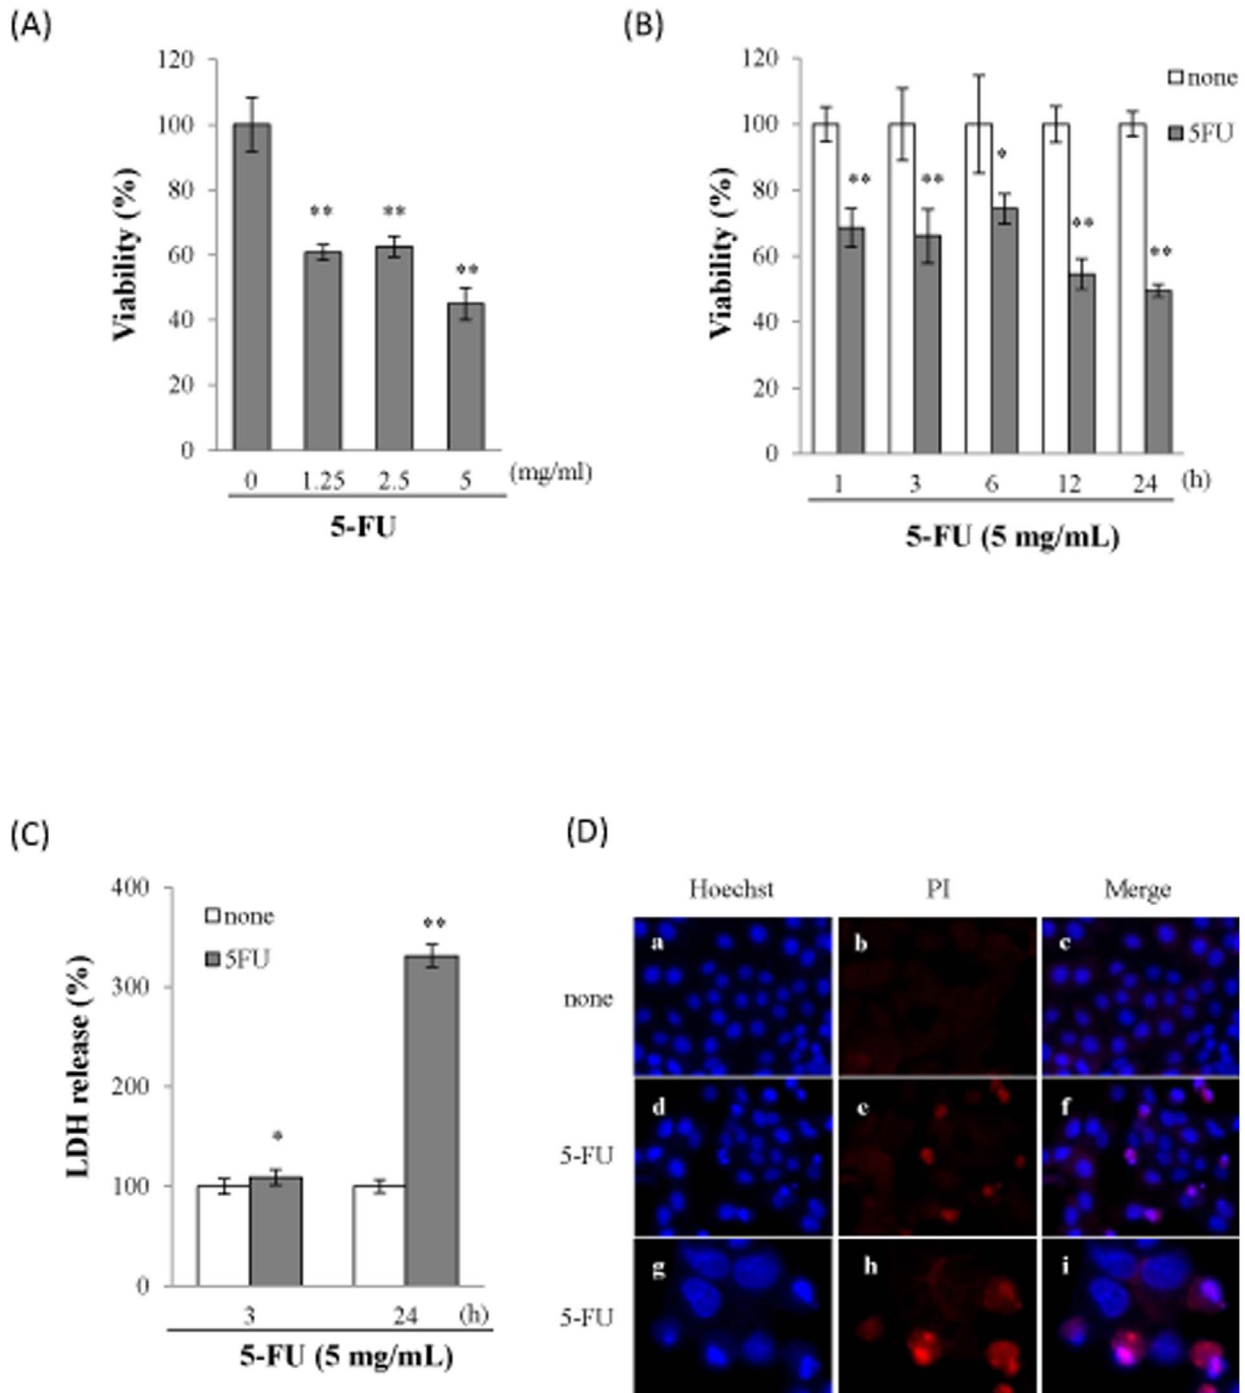 (A)
120
100
80
60
40
20
0
Viability (%)
**
**
**
0 1.25 2.5 5 (mg/ml)
5-FU
(B)
120
100
80
60
40
20
0
Viability (%)
none
5FU
**
**
*
**
**
1 3 6 12 24 (h)
5-FU (5 mg/mL)
(C)
400
300
200
100
0
LDH release (%)
none
5FU
*
**
3 24 (h)
5-FU (5 mg/mL)
(D)
Hoechst PI Merge
none
a b c
5-FU
d e f
5-FU
g h i